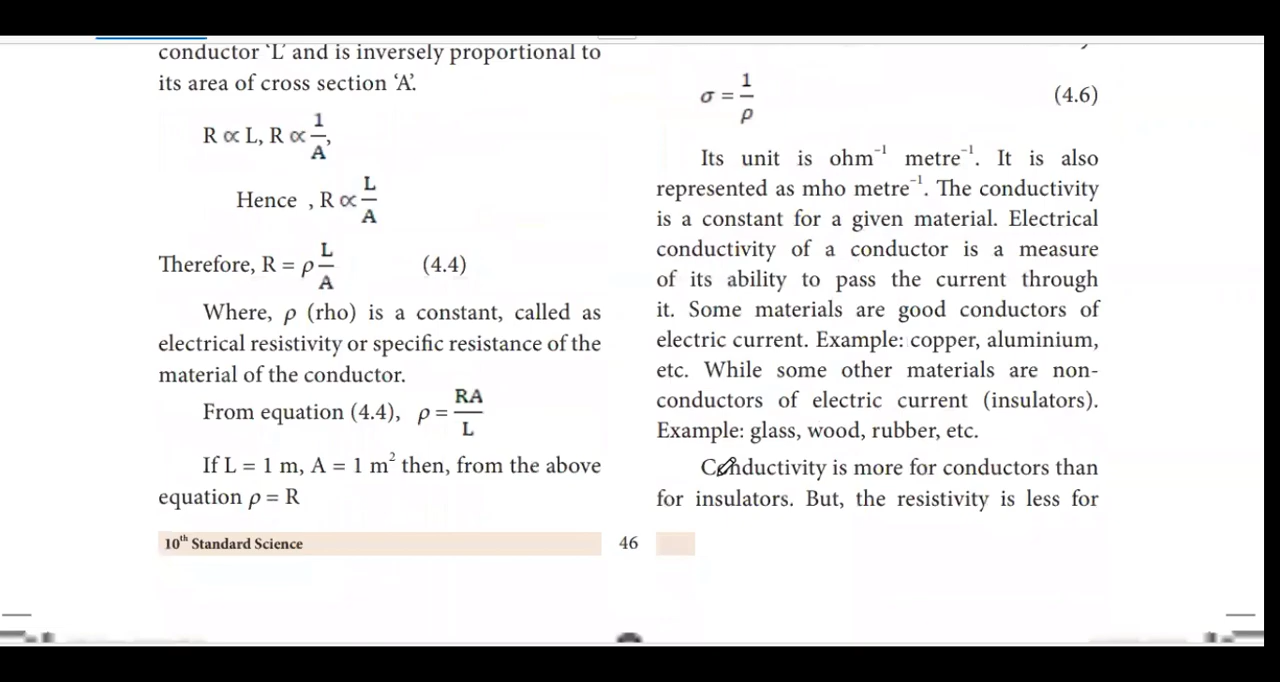 conductor ‘L’ and is inversely proportional to
its area of cross section ‘A’.
R ∝ L, R ∝ 1/A,
Hence , R ∝ L/A
Therefore, R = ρ L/A (4.4)
Where, ρ (rho) is a constant, called as
electrical resistivity or specific resistance of the
material of the conductor.
From equation (4.4), ρ = RA/L
If L = 1 m, A = 1 m² then, from the above
equation ρ = R
10th Standard Science
46
σ = 1/ρ (4.6)
Its unit is ohm⁻¹ metre⁻¹. It is also
represented as mho metre⁻¹. The conductivity
is a constant for a given material. Electrical
conductivity of a conductor is a measure
of its ability to pass the current through
it. Some materials are good conductors of
electric current. Example: copper, aluminium,
etc. While some other materials are non-
conductors of electric current (insulators).
Example: glass, wood, rubber, etc.
Conductivity is more for conductors than
for insulators. But, the resistivity is less for